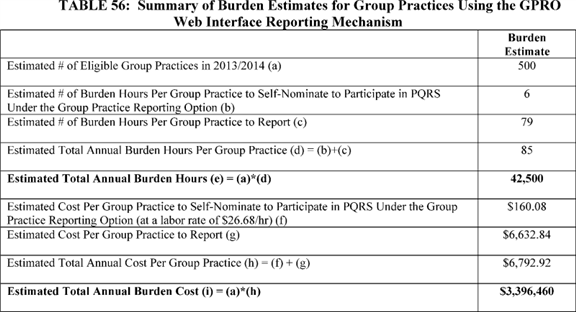 TABLE 56: Summary of Burden Estimates for Group Practices Using the GPRO
Web Interface Reporting Mechanism
Burden
Estimate
Estimated # of Eligible Group Practices in 2013/2014 (a) 500
Estimated # of Burden Hours Per Group Practice to Self-Nominate to Participate in PQRS
Under the Group Practice Reporting Option (b) 6
Estimated # of Burden Hours Per Group Practice to Report (c) 79
Estimated Total Annual Burden Hours Per Group Practice (d) = (b)+(c) 85
Estimated Total Annual Burden Hours (e) = (a)*(d) 42,500
Estimated Cost Per Group Practice to Self-Nominate to Participate in PQRS Under the Group
Practice Reporting Option (at a labor rate of $26.68/hr) (f) $160.08
Estimated Cost Per Group Practice to Report (g) $6,632.84
Estimated Total Annual Cost Per Group Practice (h) = (f) + (g) $6,792.92
Estimated Total Annual Burden Cost (i) = (a)*(h) $3,396,460